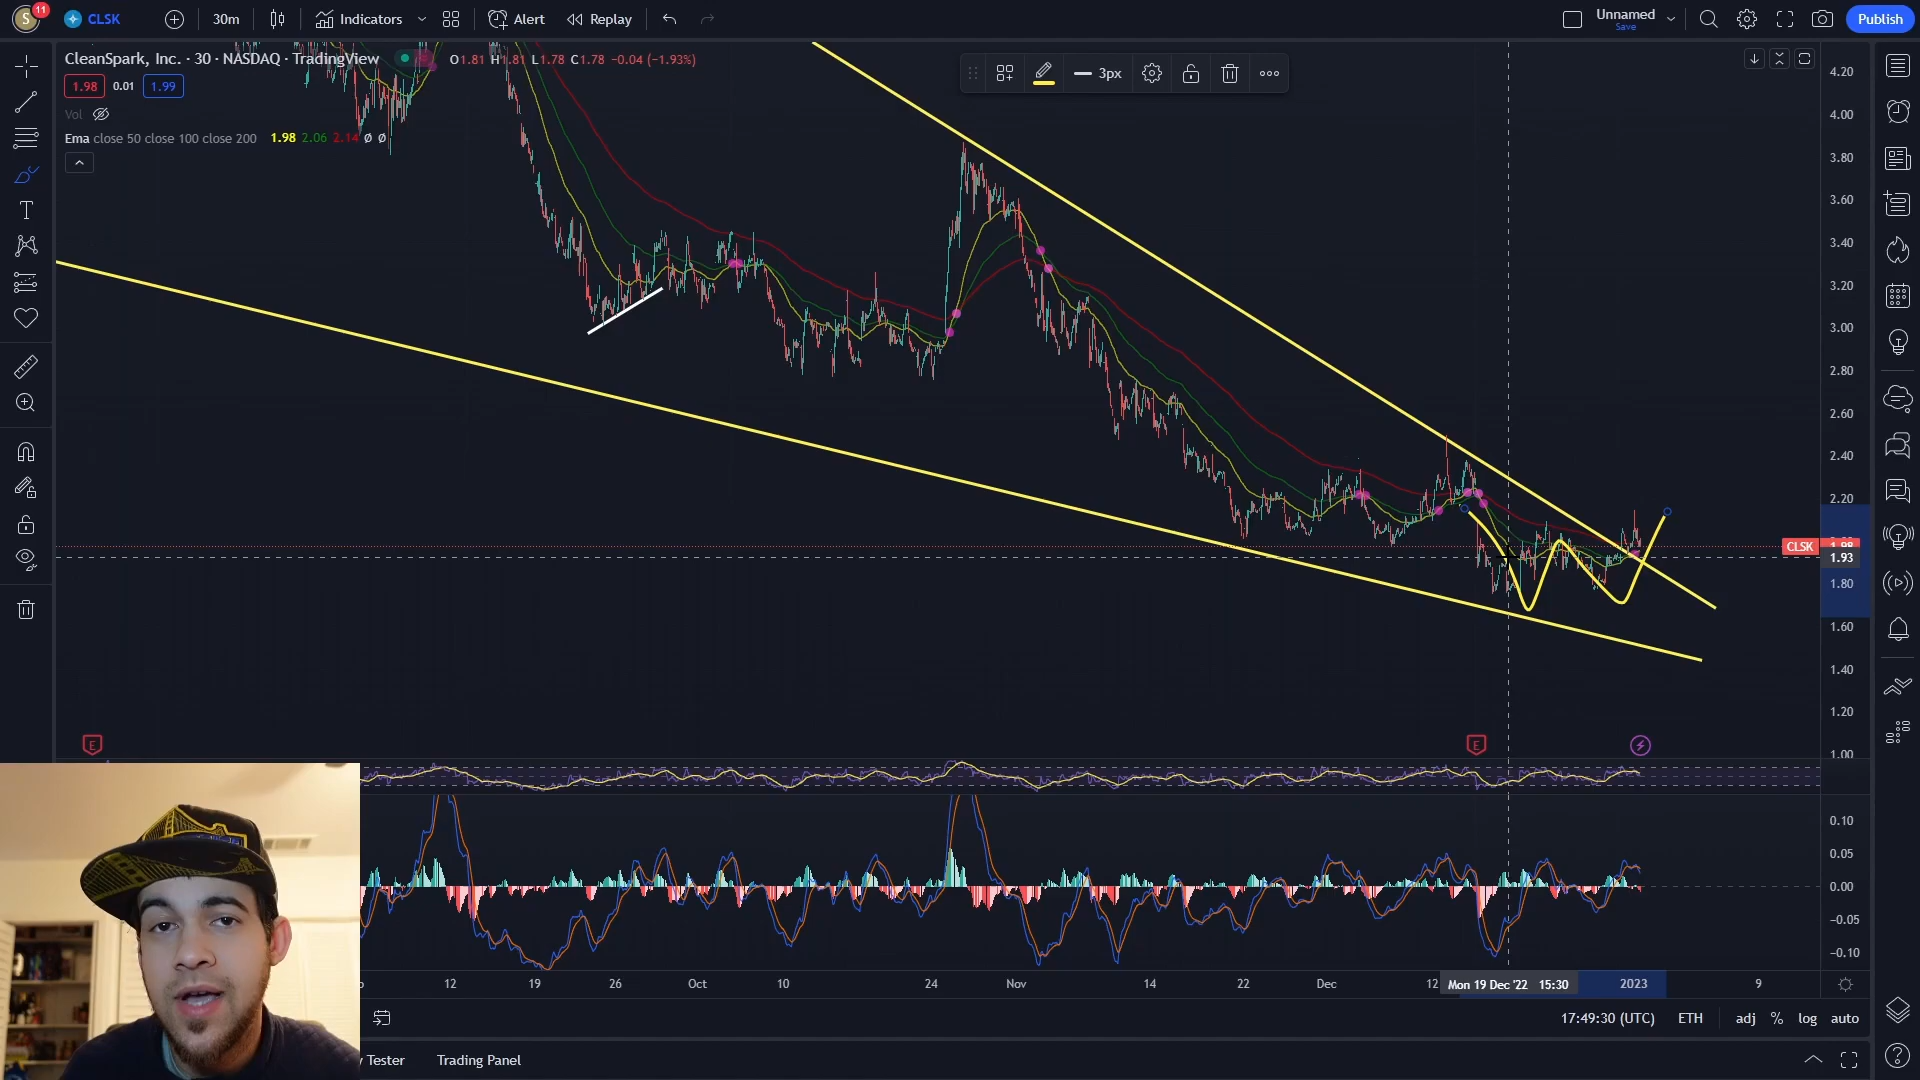 S 11 CLSK 30m Indicators Alert Replay Unnamed Save Publish
CleanSpark, Inc. · 30 · NASDAQ · TradingView O1.81 H1.81 L1.78 C1.78 −0.04 (−1.93%)
1.98 0.01 1.99
Vol
Ema close 50 close 100 close 200 1.98 2.06 2.14 ø ø
3px
T
4.20
4.00
3.80
3.60
3.40
3.20
3.00
2.80
2.60
2.40
2.20
CLSK 1.98
1.93
1.80
1.60
1.40
1.20
1.00
E E
0.10
0.05
0.00
−0.05
−0.10
12 19 26 Oct 10 24 Nov 14 22 Dec 12 Mon 19 Dec '22 15:30 2023 9
17:49:30 (UTC) ETH adj % log auto
Tester Trading Panel